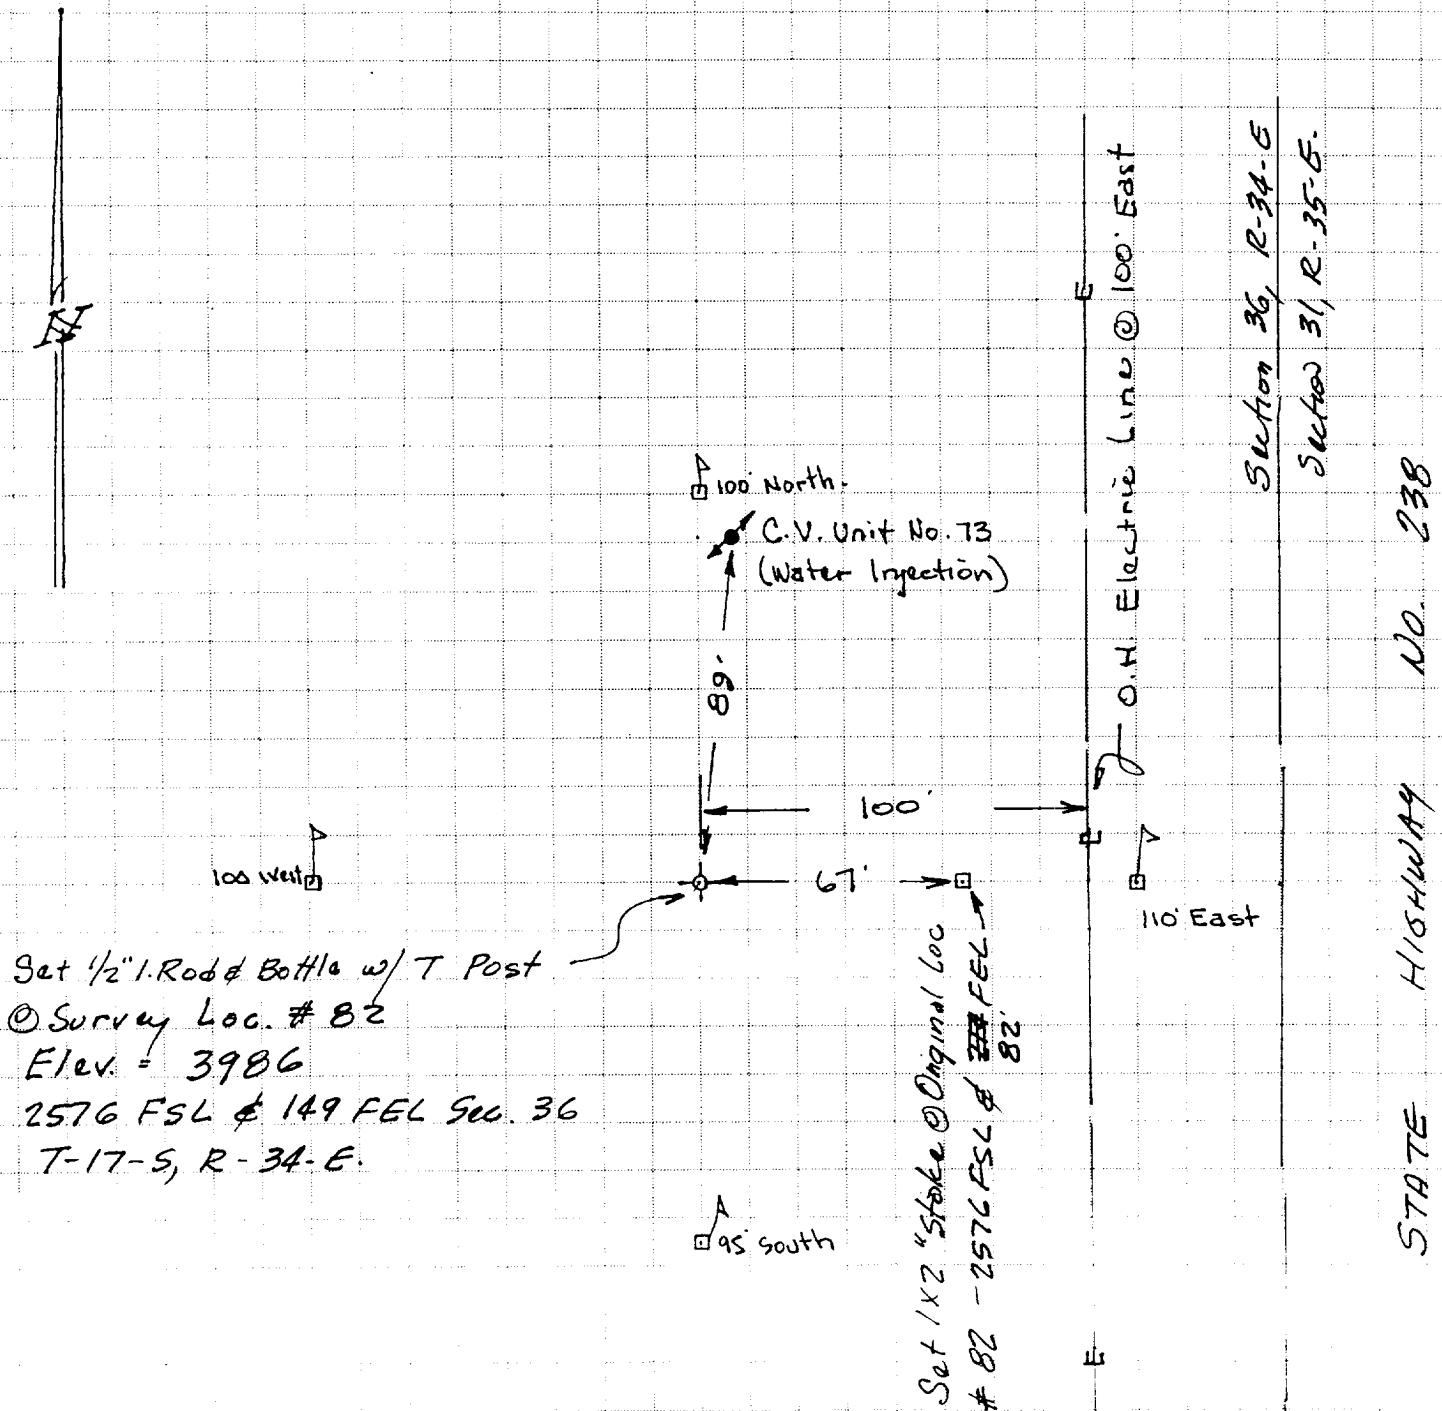 N
100' North.
C.V. Unit No. 73
(Water Injection)
89'
100'
67'
100 West
110' East
95' South
Set 1/2" I. Rod & Bottle w/ T Post
@ Survey Loc. # 82
Elev. = 3986
2576 FSL & 149 FEL Sec. 36
T-17-S, R-34-E.
Set 1x2" Stake @ Original Loc
# 82 - 2576 FSL & FEL
82'
E
O.H. Electric Line @ 100' East
E
E
Section 36, R-34-E
Section 31, R-35-E.
STATE HIGHWAY NO. 238